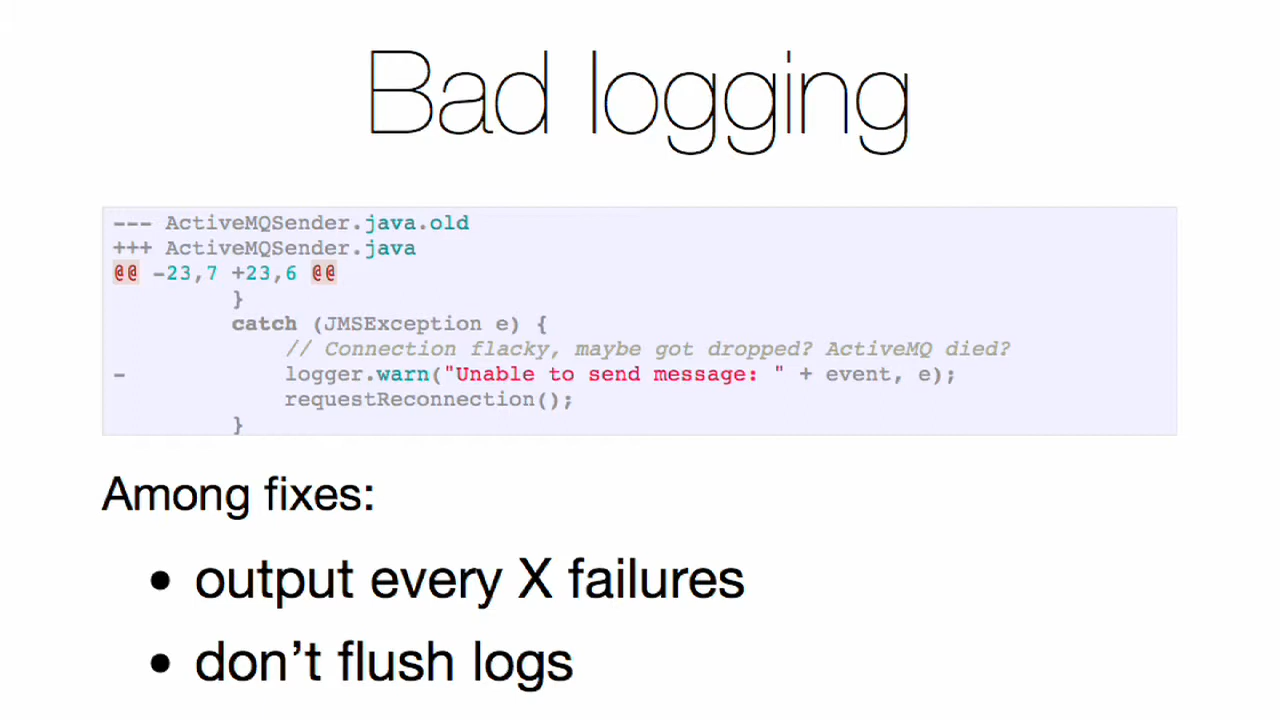 Bad logging
--- ActiveMQSender.java.old
+++ ActiveMQSender.java
@@ -23,7 +23,6 @@
}
catch (JMSException e) {
// Connection flacky, maybe got dropped? ActiveMQ died?
- logger.warn("Unable to send message: " + event, e);
requestReconnection();
}
Among fixes:
• output every X failures
• don’t flush logs